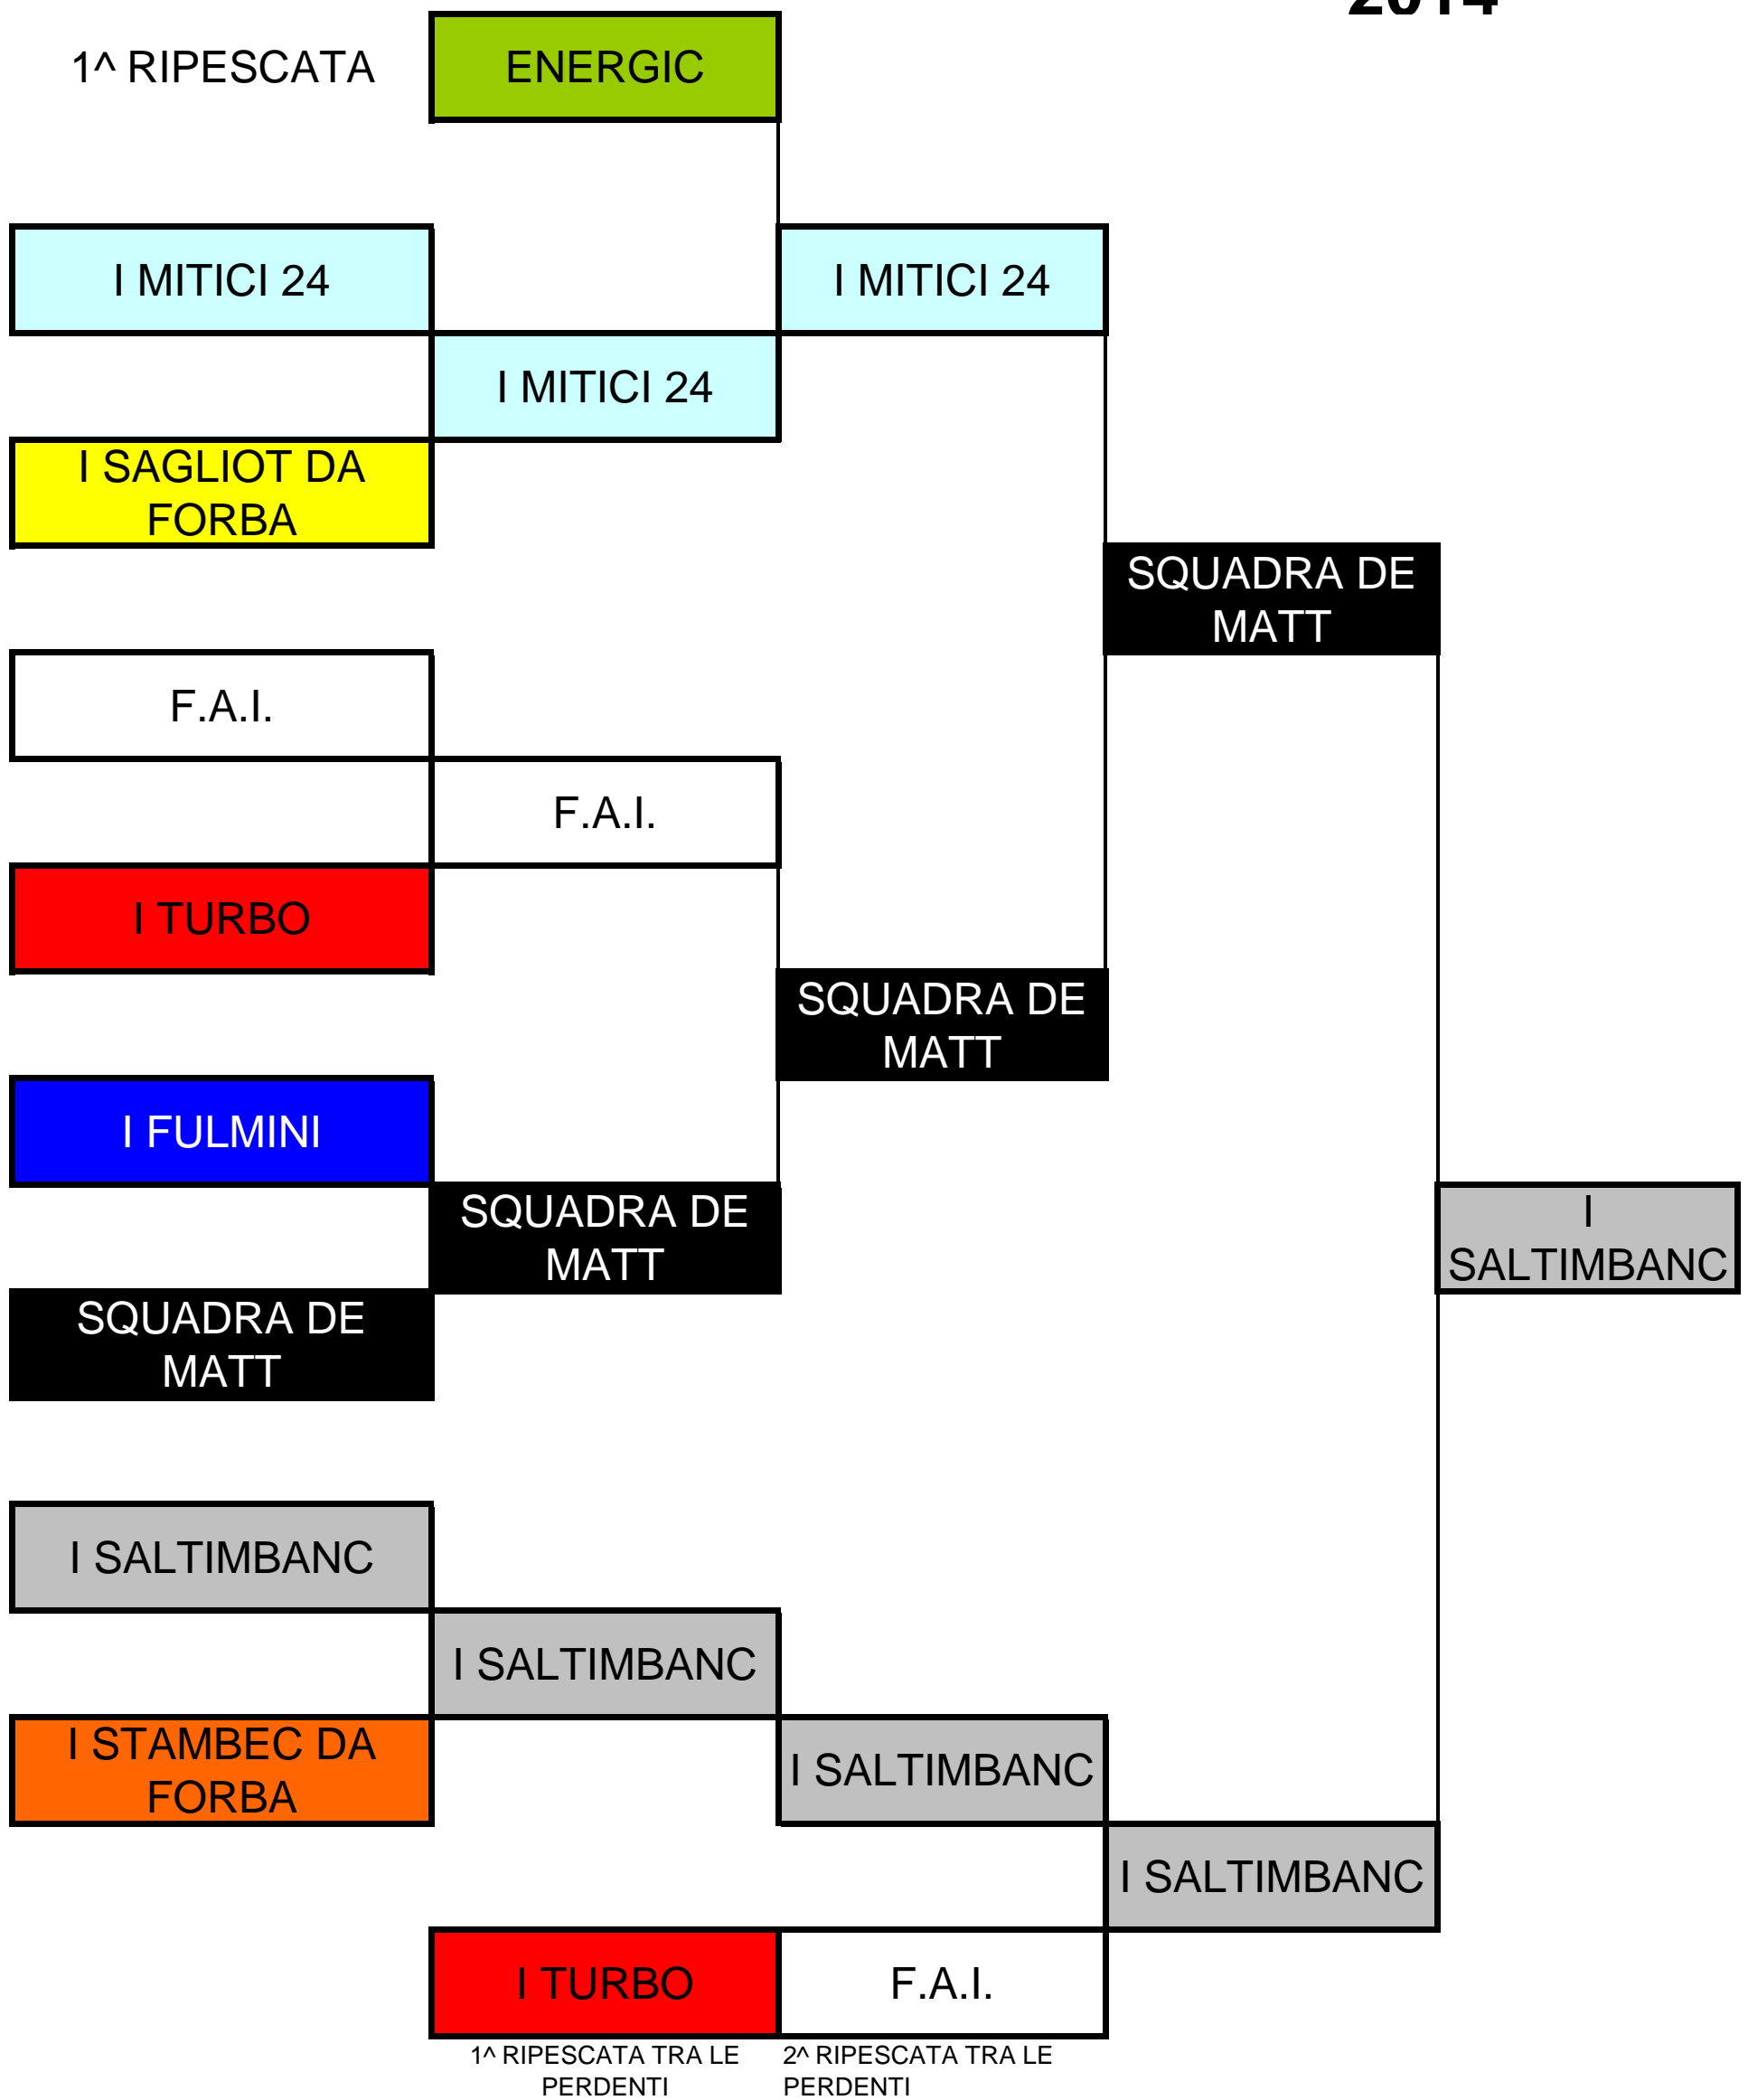 2014
1^ RIPESCATA
ENERGIC
I MITICI 24
I MITICI 24
I MITICI 24
I SAGLIOT DA
FORBA
SQUADRA DE
MATT
F.A.I.
F.A.I.
I TURBO
SQUADRA DE
MATT
I FULMINI
SQUADRA DE
MATT
I
SALTIMBANC
SQUADRA DE
MATT
I SALTIMBANC
I SALTIMBANC
I STAMBEC DA
FORBA
I SALTIMBANC
I SALTIMBANC
I TURBO
F.A.I.
1^ RIPESCATA TRA LE
PERDENTI
2^ RIPESCATA TRA LE
PERDENTI